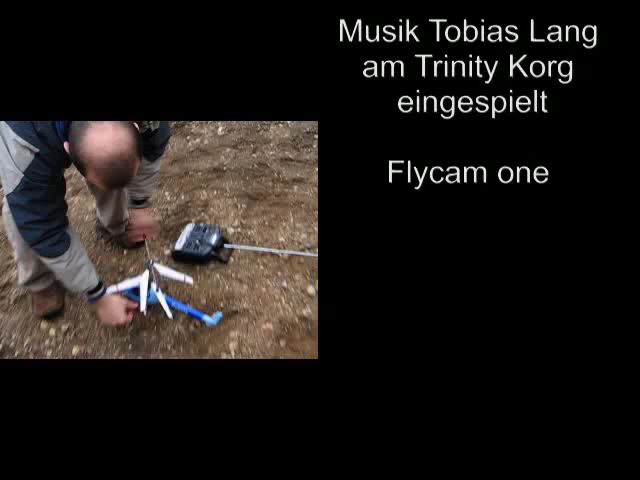 Musik Tobias Lang
am Trinity Korg
eingespielt
Flycam one